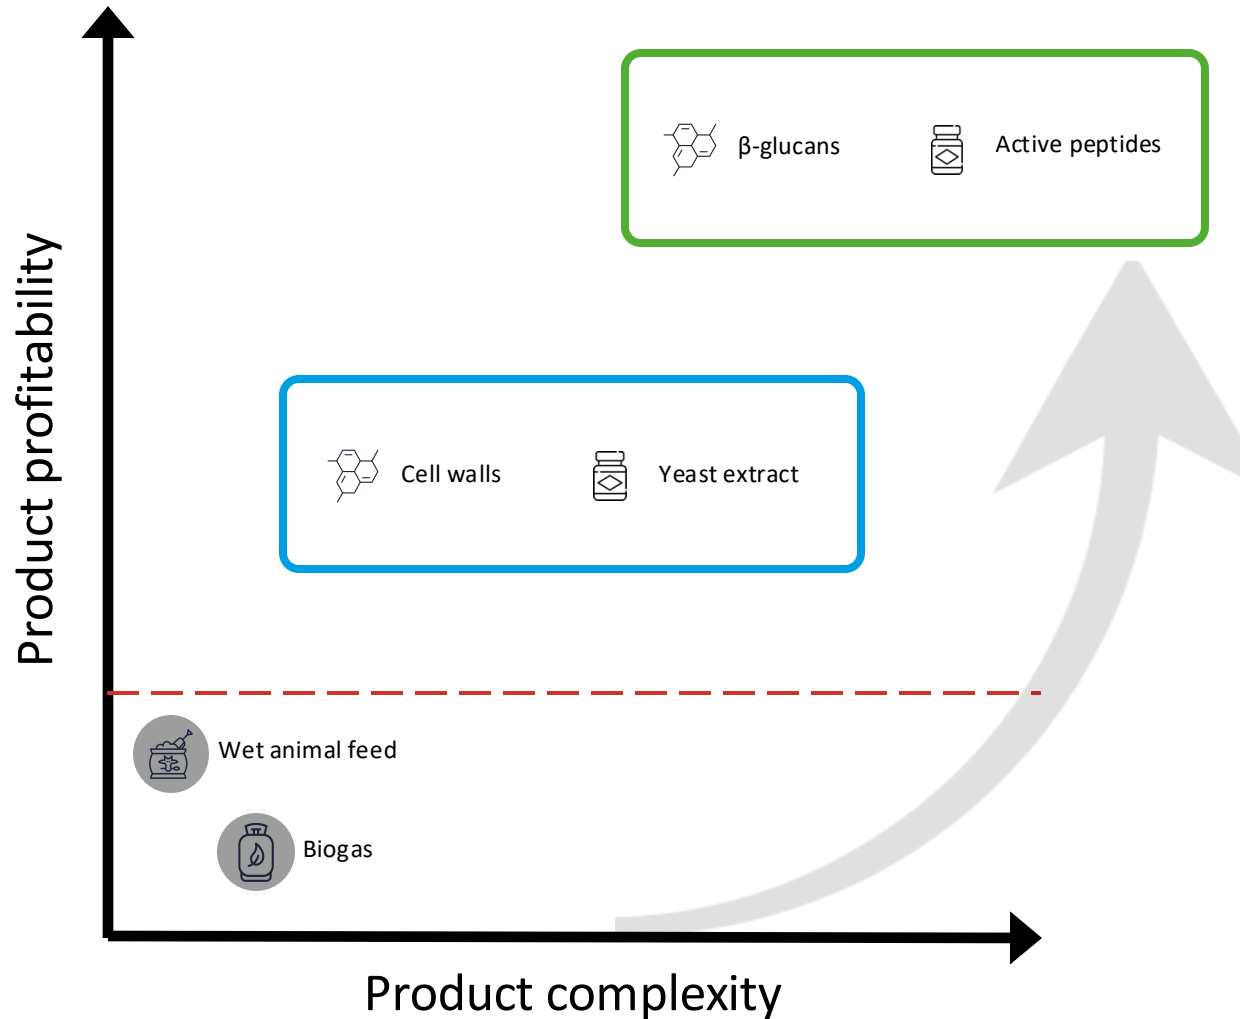 Product profitability
β-glucans
Active peptides
Cell walls
Yeast extract
Wet animal feed
Biogas
Product complexity